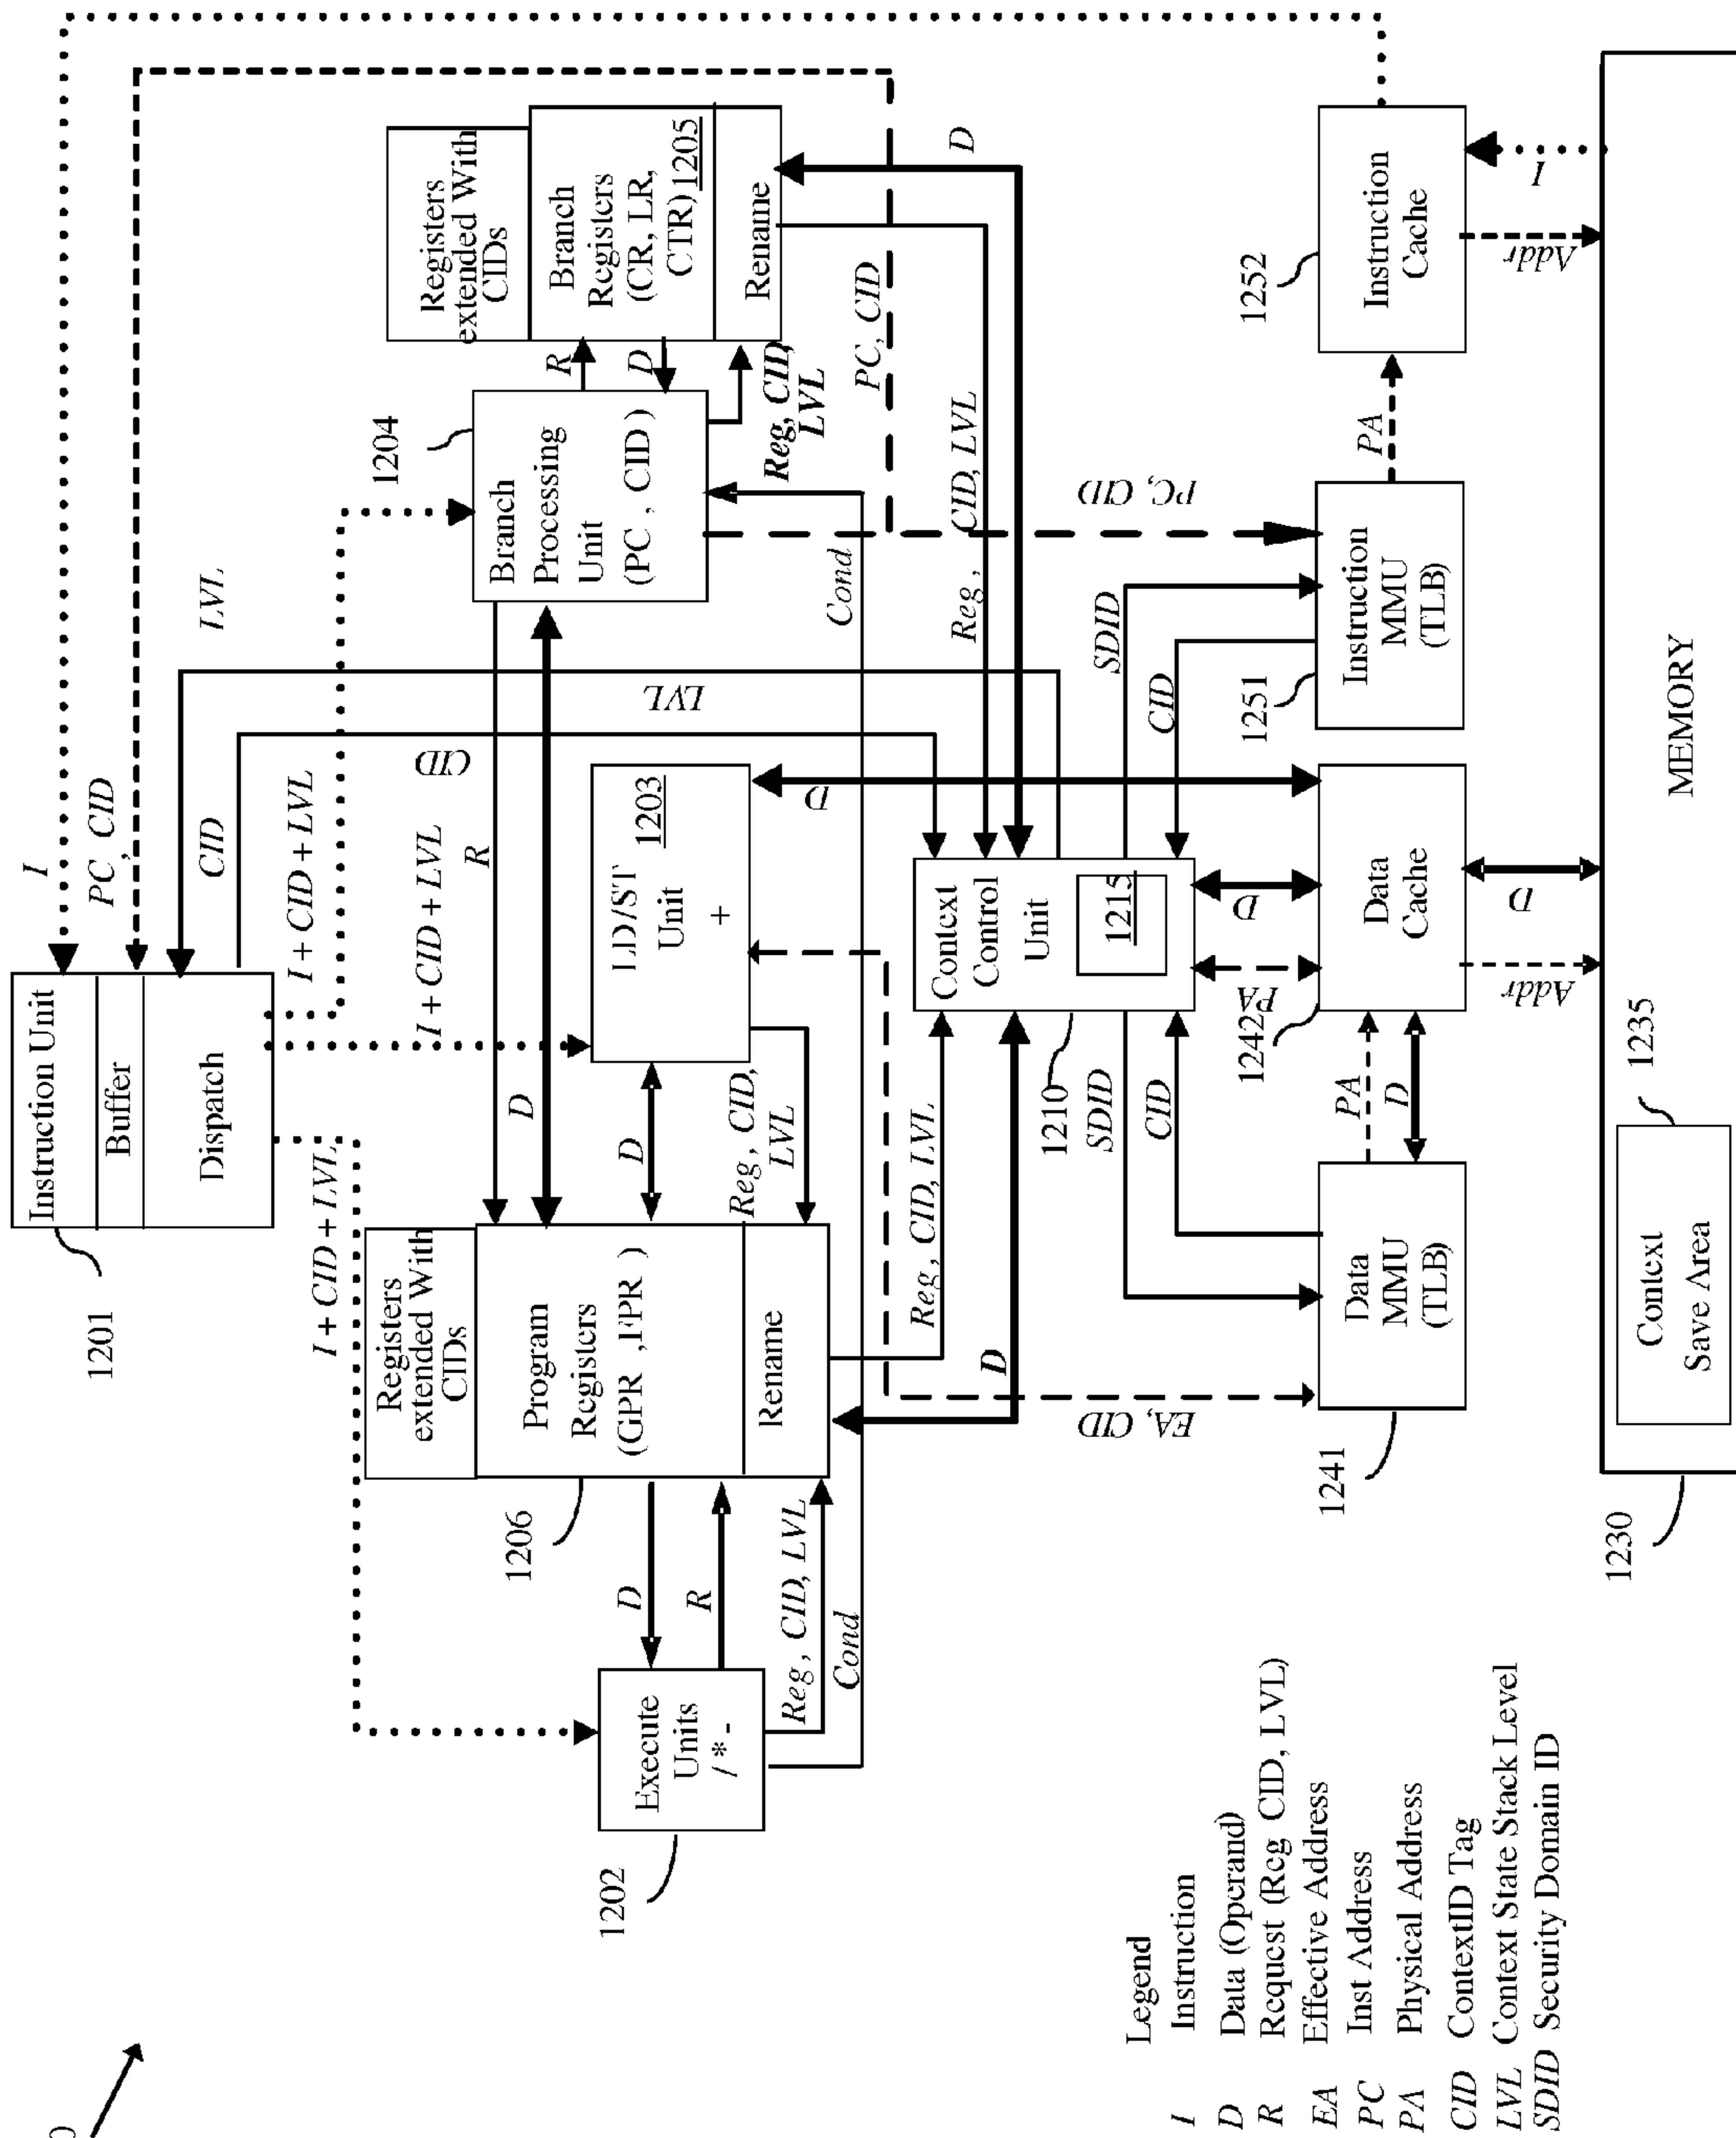 0
1201
Instruction Unit
Buffer
Dispatch
I
PC, CID
CID
I + CID + LVL
I + CID + LVL
I + CID + LVL
LVL
LVL
CID
R
D
Registers
extended With
CIDs
Program
Registers
(GPR ,FPR )
Rename
1206
D
R
Reg , CID, LVL
Cond
Execute
Units
/ * -
1202
D
Reg , CID,
LVL
LD/ST 1203
Unit
+
1204
Branch
Processing
Unit
(PC , CID)
R
D
Reg, CID,
LVL
Registers
extended With
CIDs
Branch
Registers
(CR, LR,
CTR) 1205
Rename
Cond
PC, CID
Reg , CID, LVL
D
PC, CID
Reg , CID, LVL
D
EA, CID
1210
Context
Control
Unit
1215
D
SDID
CID
SDID
CID
PA
D
1241
Data
MMU
(TLB)
PA
D
1242
Data
Cache
1251
Instruction
MMU
(TLB)
PA
1252
Instruction
Cache
Addr
D
Addr
I
1230
Context
Save Area
1235
MEMORY
Legend
I Instruction
D Data (Operand)
R Request (Reg CID, LVL)
EA Effective Address
PC Inst Address
PA Physical Address
CID ContextID Tag
LVL Context State Stack Level
SDID Security Domain ID